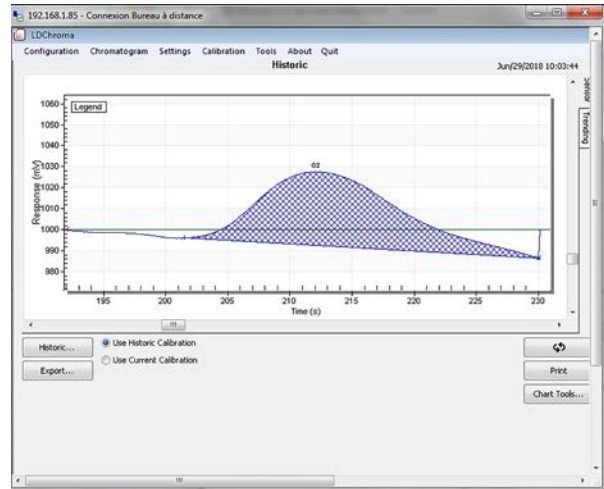 192.168.1.85 - Connexion Bureau à distance
LDChroma
Configuration Chromatogram Settings Calibration Tools About Quit
Historic
Jun/29/2018 10:03:44
Sensor
Trending
Legend
O2
Response (mV)
1060
1050
1040
1030
1020
1010
1000
990
980
195 200 205 210 215 220 225 230
Time (s)
Historic...
Use Historic Calibration
Export...
Use Current Calibration
Print
Chart Tools...